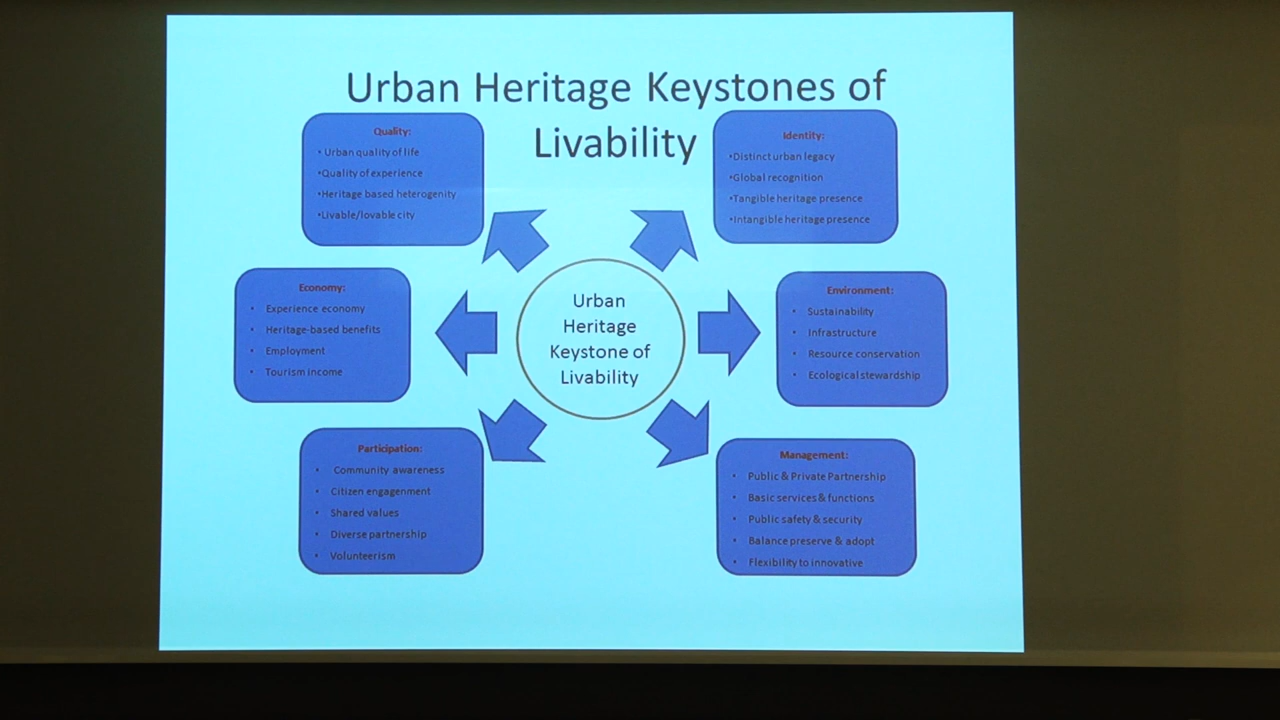 Urban Heritage Keystones of
Livability
Quality:
• Urban quality of life
•Quality of experience
•Heritage based heterogenity
•Livable/lovable city
Identity:
•Distinct urban legacy
•Global recognition
•Tangible heritage presence
•Intangible heritage presence
Economy:
• Experience economy
• Heritage-based benefits
• Employment
• Tourism income
Urban
Heritage
Keystone of
Livability
Environment:
• Sustainability
• Infrastructure
• Resource conservation
• Ecological stewardship
Participation:
• Community awareness
• Citizen engagenment
• Shared values
• Diverse partnership
• Volunteerism
Management:
• Public & Private Partnership
• Basic services & functions
• Public safety & security
• Balance preserve & adopt
• Flexibility to innovative